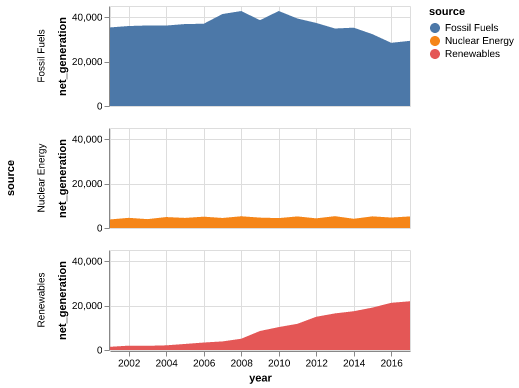 source
Fossil Fuels
Nuclear Energy
Renewables
source
Fossil Fuels
net_generation
40,000
20,000
0
Nuclear Energy
net_generation
40,000
20,000
0
Renewables
net_generation
40,000
20,000
0
2002 2004 2006 2008 2010 2012 2014 2016
year